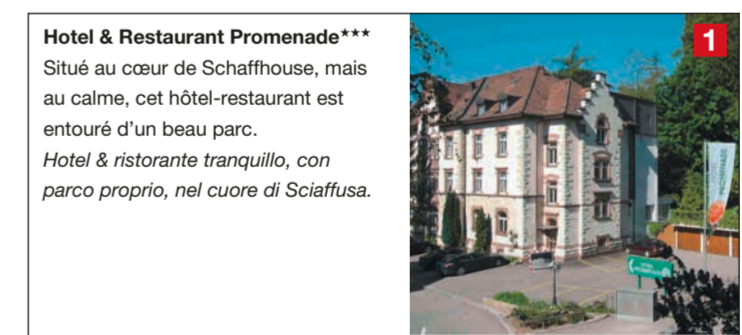 Hotel & Restaurant Promenade★★★
Situé au cœur de Schaffhouse, mais
au calme, cet hôtel-restaurant est
entouré d'un beau parc.
Hotel & ristorante tranquillo, con
parco proprio, nel cuore di Sciaffusa.
1
PROMENADE